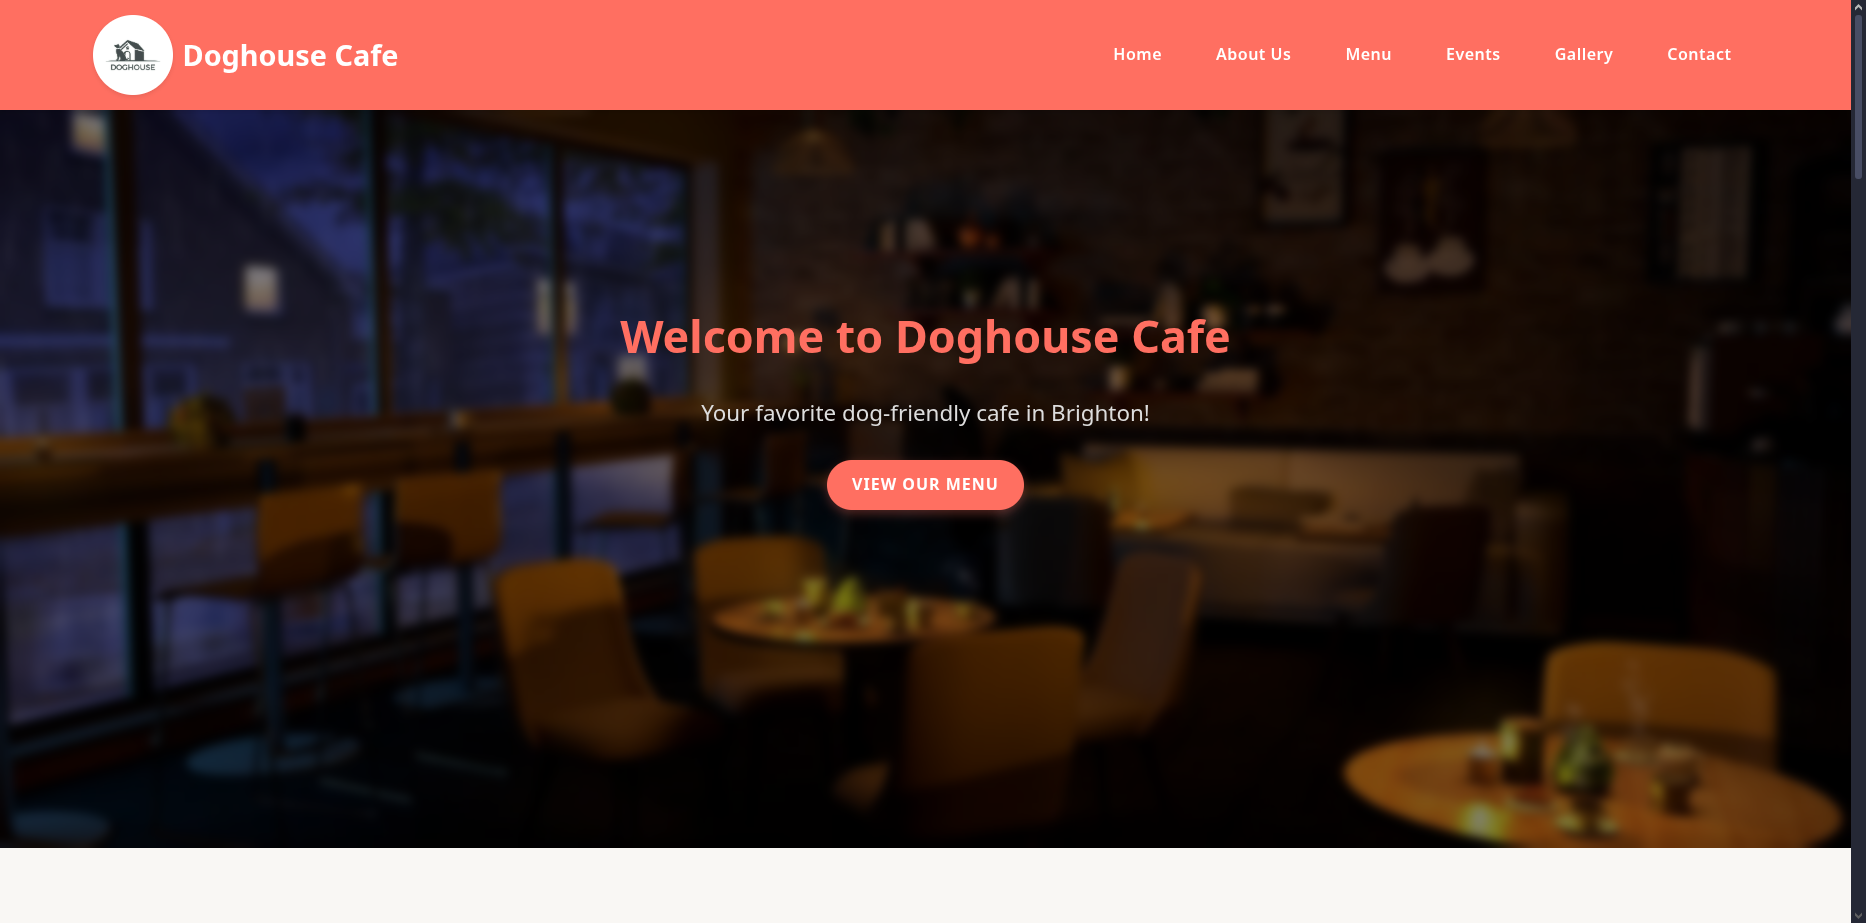 DOGHOUSE
Doghouse Cafe
Home About Us Menu Events Gallery Contact
Welcome to Doghouse Cafe
Your favorite dog-friendly cafe in Brighton!
VIEW OUR MENU